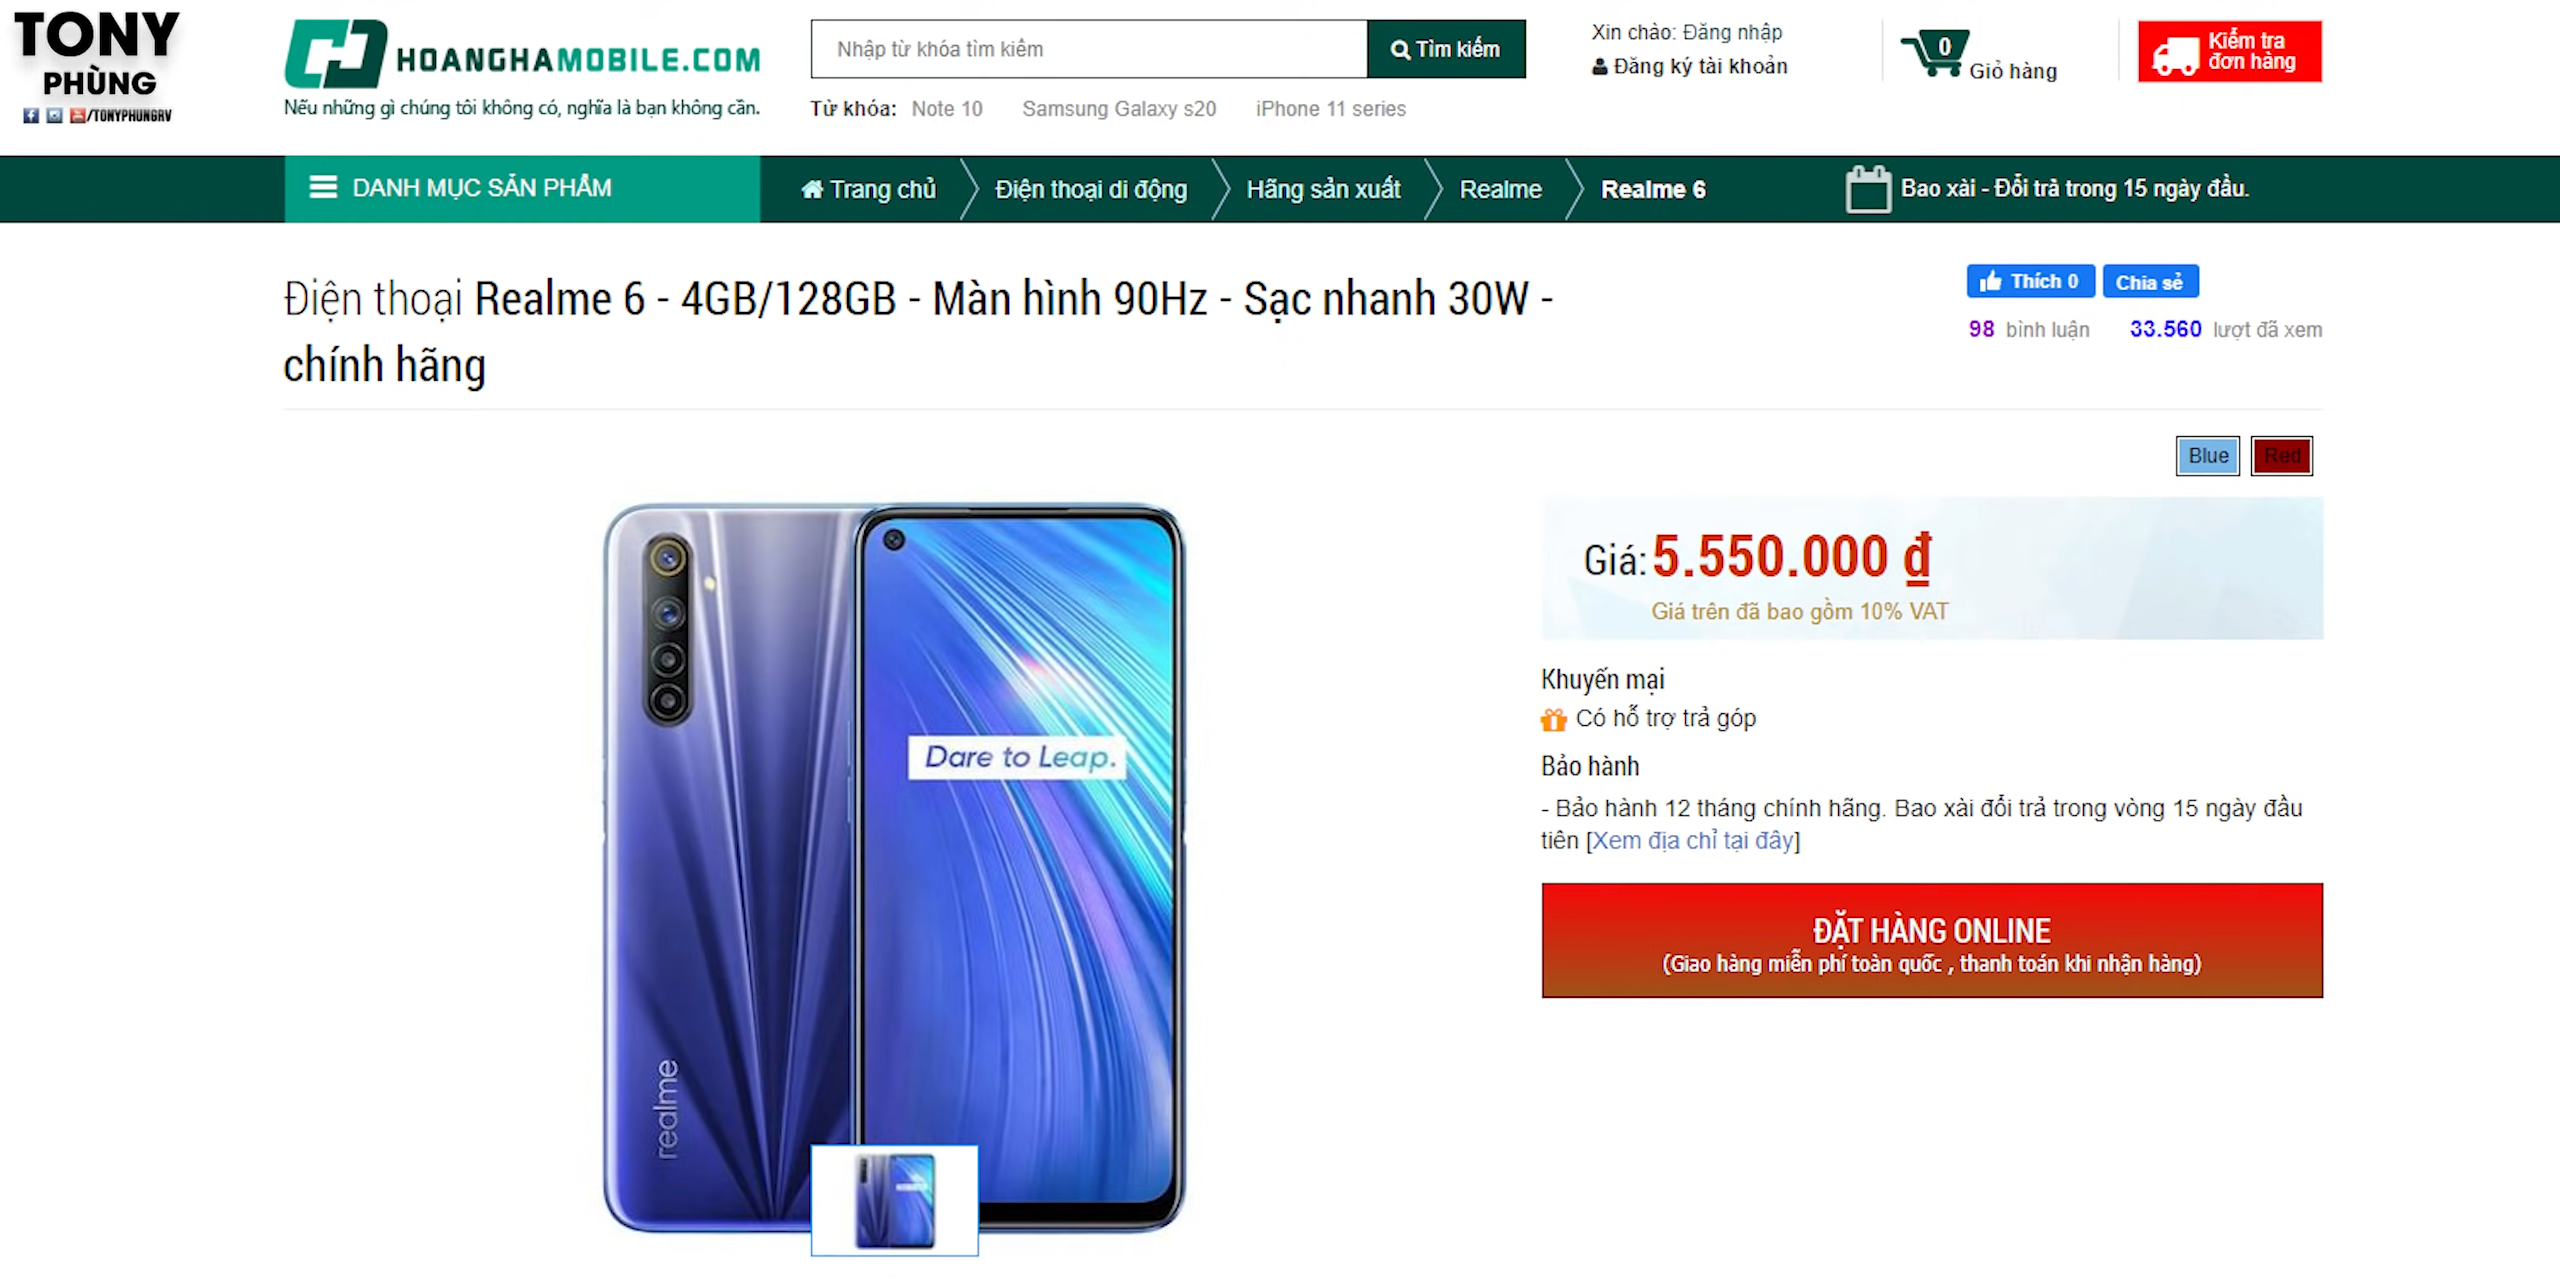 TONY
PHÙNG
/TONYPHUNGRV
HOANGHAMOBILE.COM
Nếu những gì chúng tôi không có, nghĩa là bạn không cần.
Nhập từ khóa tìm kiếm
Tìm kiếm
Từ khóa: Note 10 Samsung Galaxy s20 iPhone 11 series
Xin chào: Đăng nhập
Đăng ký tài khoản
0
Giỏ hàng
Kiểm tra
đơn hàng
DANH MỤC SẢN PHẨM
Trang chủ Điện thoại di động Hãng sản xuất Realme Realme 6
Bao xài - Đổi trả trong 15 ngày đầu.
Điện thoại Realme 6 - 4GB/128GB - Màn hình 90Hz - Sạc nhanh 30W -
chính hãng
Thích 0 Chia sẻ
98 bình luận 33.560 lượt đã xem
Blue Red
realme
Dare to Leap.
Giá: 5.550.000 ₫
Giá trên đã bao gồm 10% VAT
Khuyến mại
Có hỗ trợ trả góp
Bảo hành
- Bảo hành 12 tháng chính hãng. Bao xài đổi trả trong vòng 15 ngày đầu
tiên [Xem địa chỉ tại đây]
ĐẶT HÀNG ONLINE
(Giao hàng miễn phí toàn quốc , thanh toán khi nhận hàng)